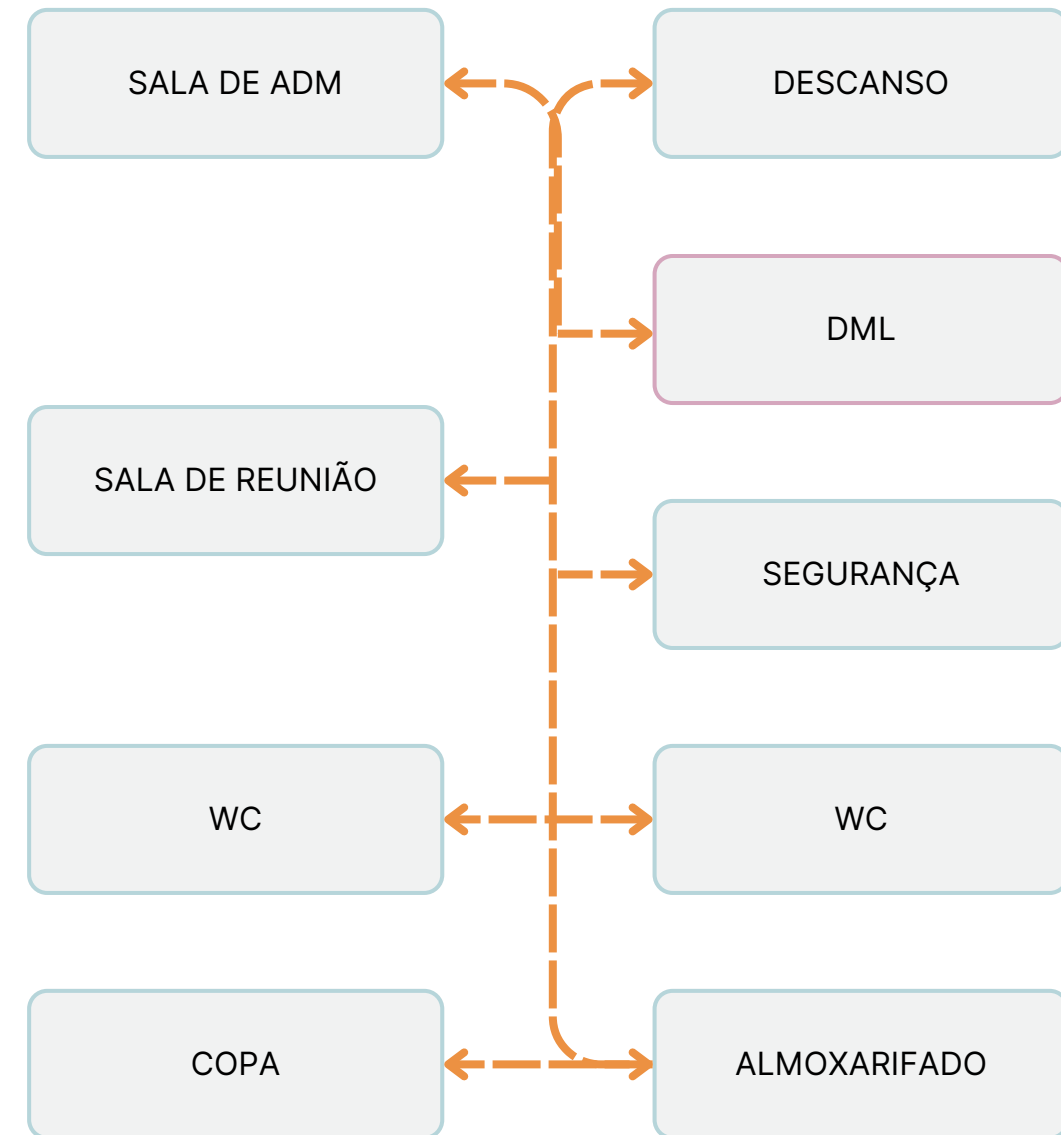 SALA DE ADM
DESCANSO
DML
SALA DE REUNIÃO
SEGURANÇA
WC
WC
COPA
ALMOXARIFADO